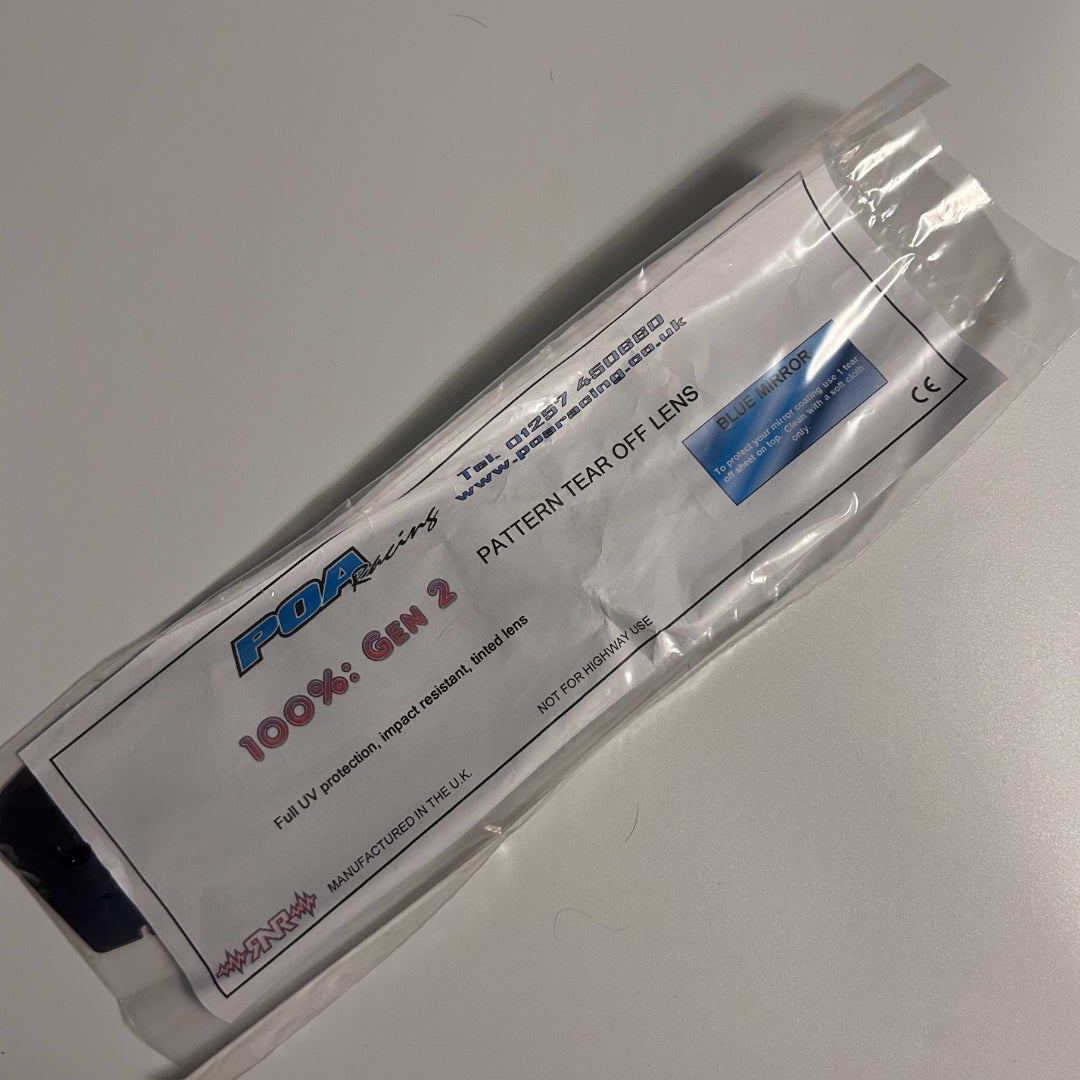 POA Racing
Tel. 01257 450660
www.poaracing.co.uk
100%: GEN 2
PATTERN TEAR OFF LENS
BLUE MIRROR
To protect your mirror coating use 1 tear
off sheet on top. Clean with a soft cloth
only.
Full UV protection, impact resistant, tinted lens
NOT FOR HIGHWAY USE
CE
RNR
MANUFACTURED IN THE U.K.